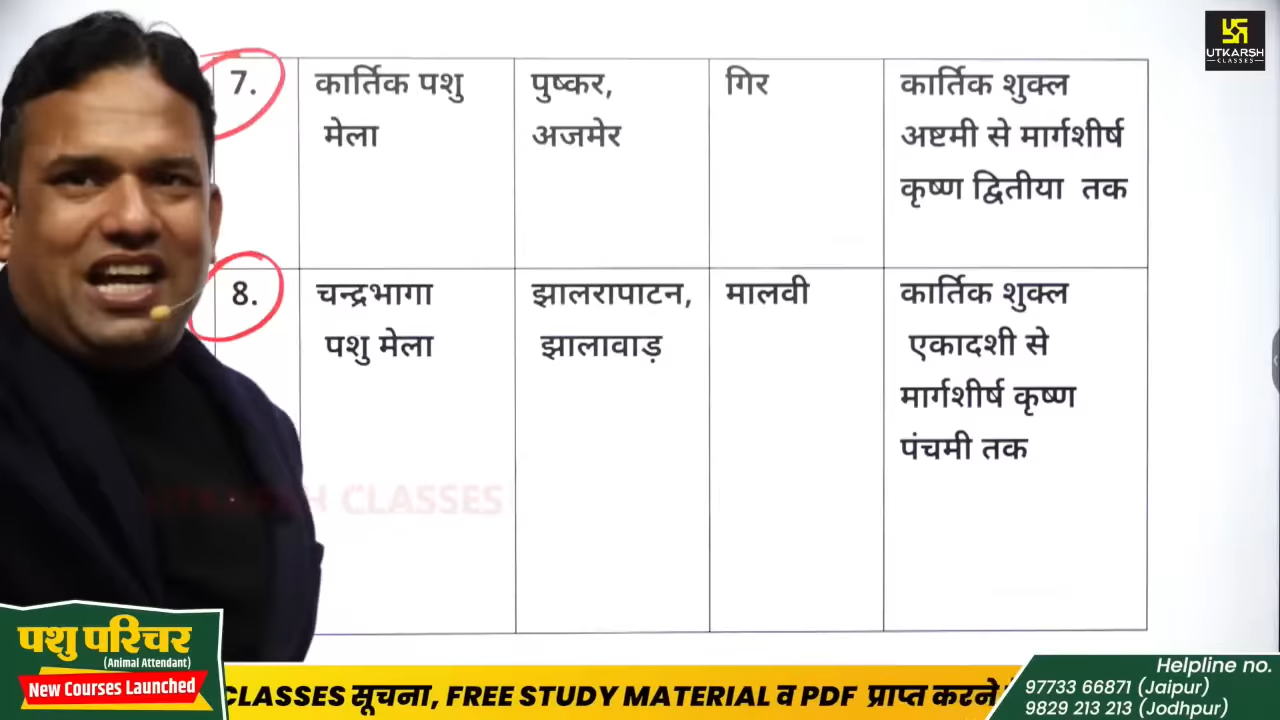 UTKARSH
CLASSES
7.
कार्तिक पशु
मेला
पुष्कर,
अजमेर
गिर
कार्तिक शुक्ल
अष्टमी से मार्गशीर्ष
कृष्ण द्वितीया तक
8.
चन्द्रभागा
पशु मेला
झालरापाटन,
झालावाड़
मालवी
कार्तिक शुक्ल
एकादशी से
मार्गशीर्ष कृष्ण
पंचमी तक
UTKARSH CLASSES
पशु परिचर
(Animal Attendant)
New Courses Launched
CLASSES सूचना, FREE STUDY MATERIAL व PDF प्राप्त करने
Helpline no.
97733 66871 (Jaipur)
9829 213 213 (Jodhpur)